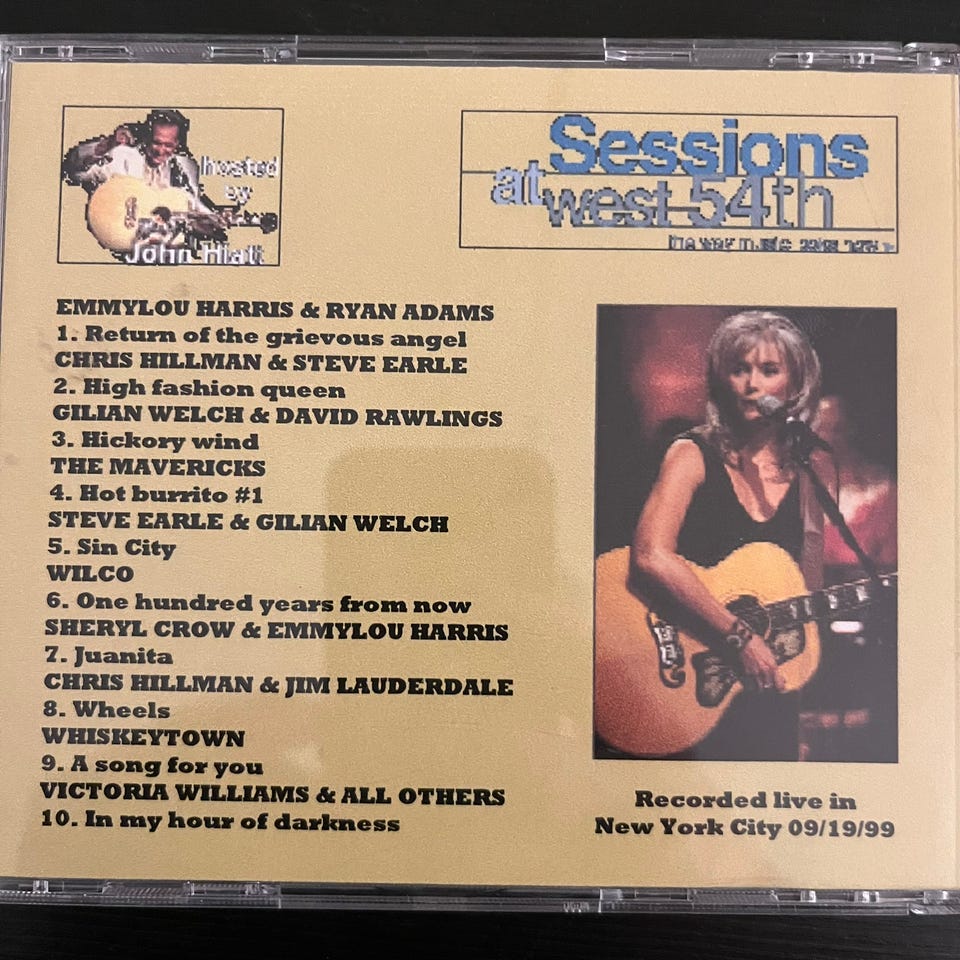 hosted
by
John Hiatt
Sessions
at west 54th
EMMYLOU HARRIS & RYAN ADAMS
1. Return of the grievous angel
CHRIS HILLMAN & STEVE EARLE
2. High fashion queen
GILIAN WELCH & DAVID RAWLINGS
3. Hickory wind
THE MAVERICKS
4. Hot burrito #1
STEVE EARLE & GILIAN WELCH
5. Sin City
WILCO
6. One hundred years from now
SHERYL CROW & EMMYLOU HARRIS
7. Juanita
CHRIS HILLMAN & JIM LAUDERDALE
8. Wheels
WHISKEYTOWN
9. A song for you
VICTORIA WILLIAMS & ALL OTHERS
10. In my hour of darkness
Recorded live in
New York City 09/19/99